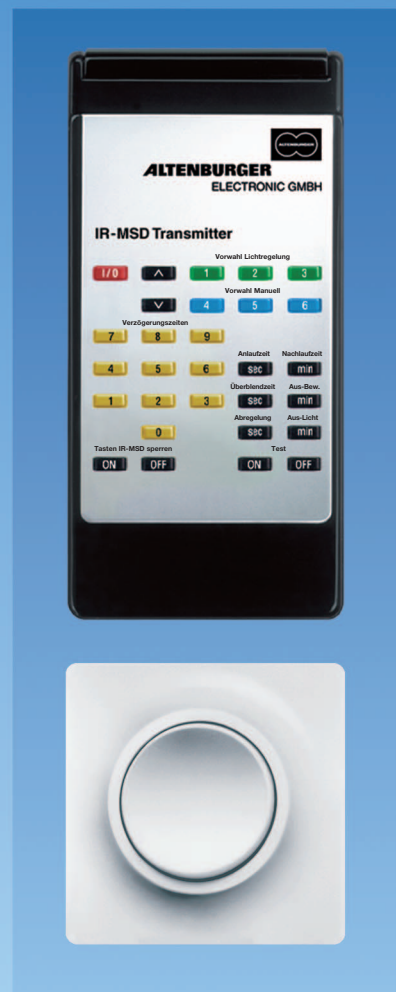 ALTENBURGER
ALTENBURGER
ELECTRONIC GMBH
IR-MSD Transmitter
Vorwahl Lichtregelung
I/0 ∧ 1 2 3
Vorwahl Manuell
∨ 4 5 6
Verzögerungszeiten
7 8 9
Anlaufzeit Nachlaufzeit
4 5 6 sec min
Überblendzeit Aus-Bew.
1 2 3 sec min
Abregelung Aus-Licht
0 sec min
Tasten IR-MSD sperren Test
ON OFF ON OFF